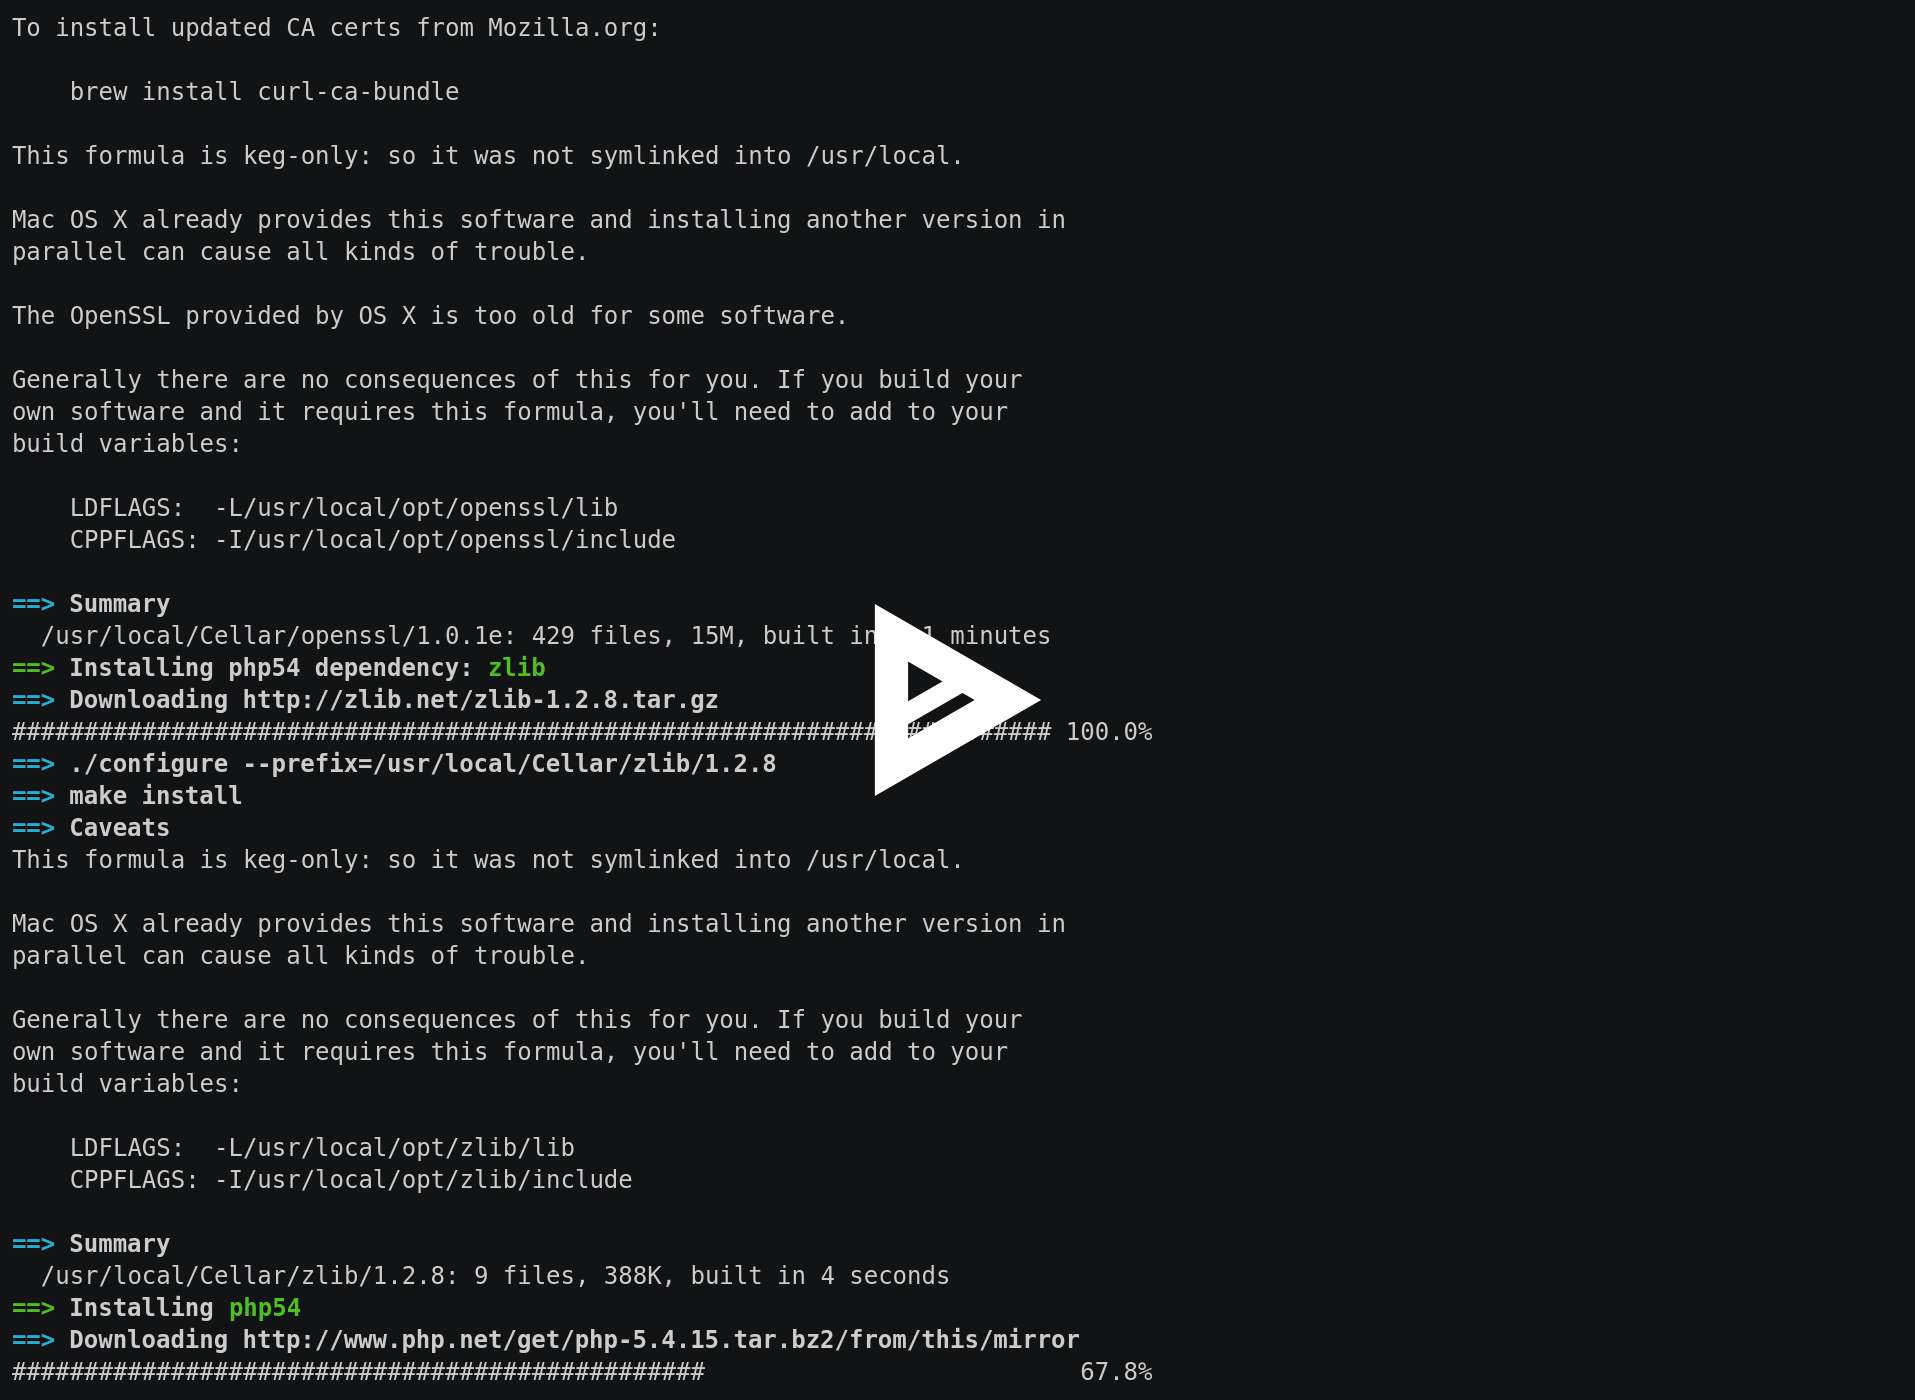 To install updated CA certs from Mozilla.org:
brew install curl-ca-bundle
This formula is keg-only: so it was not symlinked into /usr/local.
Mac OS X already provides this software and installing another version in
parallel can cause all kinds of trouble.
The OpenSSL provided by OS X is too old for some software.
Generally there are no consequences of this for you. If you build your
own software and it requires this formula, you'll need to add to your
build variables:
LDFLAGS:  -L/usr/local/opt/openssl/lib
CPPFLAGS: -I/usr/local/opt/openssl/include
==> Summary
/usr/local/Cellar/openssl/1.0.1e: 429 files, 15M, built in minutes
==> Installing php54 dependency: zlib
==> Downloading http://zlib.net/zlib-1.2.8.tar.gz
######################################################################## 100.0%
==> ./configure --prefix=/usr/local/Cellar/zlib/1.2.8
==> make install
==> Caveats
This formula is keg-only: so it was not symlinked into /usr/local.
Mac OS X already provides this software and installing another version in
parallel can cause all kinds of trouble.
Generally there are no consequences of this for you. If you build your
own software and it requires this formula, you'll need to add to your
build variables:
LDFLAGS:  -L/usr/local/opt/zlib/lib
CPPFLAGS: -I/usr/local/opt/zlib/include
==> Summary
/usr/local/Cellar/zlib/1.2.8: 9 files, 388K, built in 4 seconds
==> Installing php54
==> Downloading http://www.php.net/get/php-5.4.15.tar.bz2/from/this/mirror
################################################ 67.8%